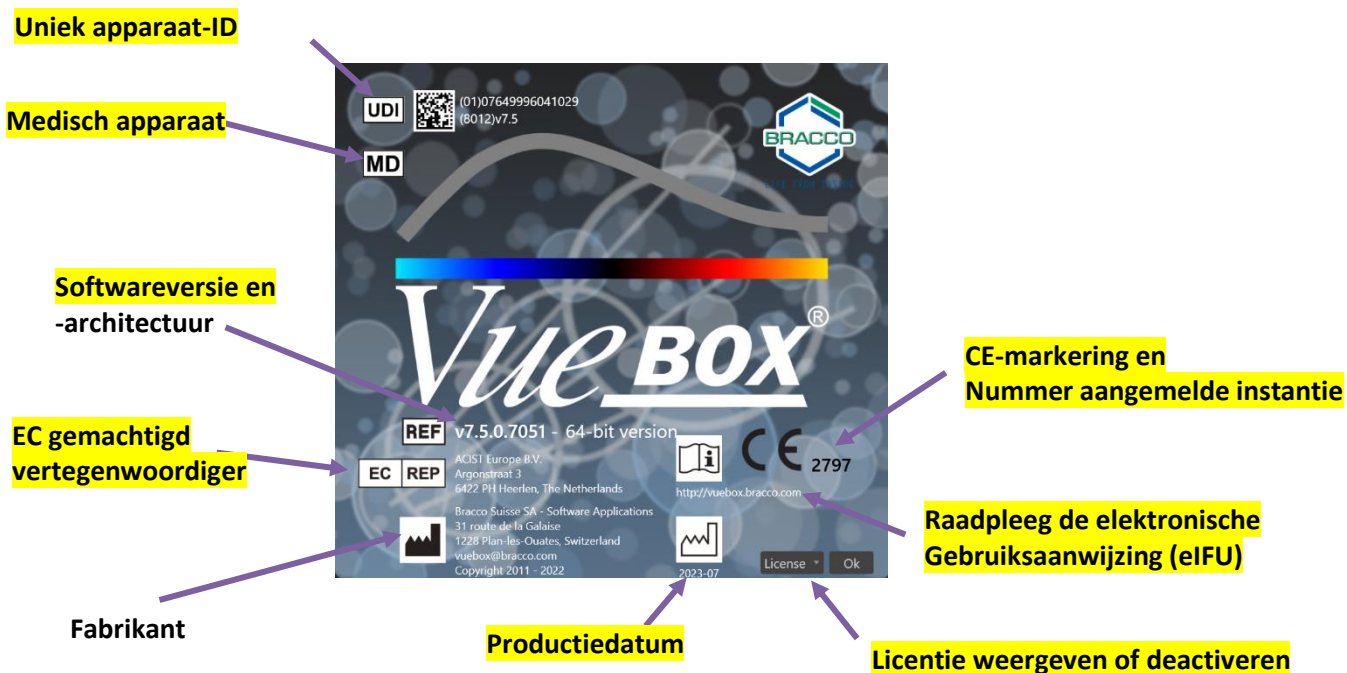 Uniek apparaat-ID
Medisch apparaat
UDI
(01)07649996041029
(8012)v7.5
MD
BRACCO
LIFE FROM INSIDE
Softwareversie en
-architectuur
VUEBOX®
CE-markering en
Nummer aangemelde instantie
REF v7.5.0.7051 - 64-bit version
EC gemachtigd
vertegenwoordiger
EC REP
ACIST Europe B.V.
Argonstraat 3
6422 PH Heerlen, The Netherlands
CE 2797
http://vuebox.bracco.com
Bracco Suisse SA - Software Applications
31 route de la Galaise
1228 Plan-les-Ouates, Switzerland
vuebox@bracco.com
Copyright 2011 - 2022
2023-07
License
Ok
Raadpleeg de elektronische
Gebruiksaanwijzing (eIFU)
Fabrikant
Productiedatum
Licentie weergeven of deactiveren